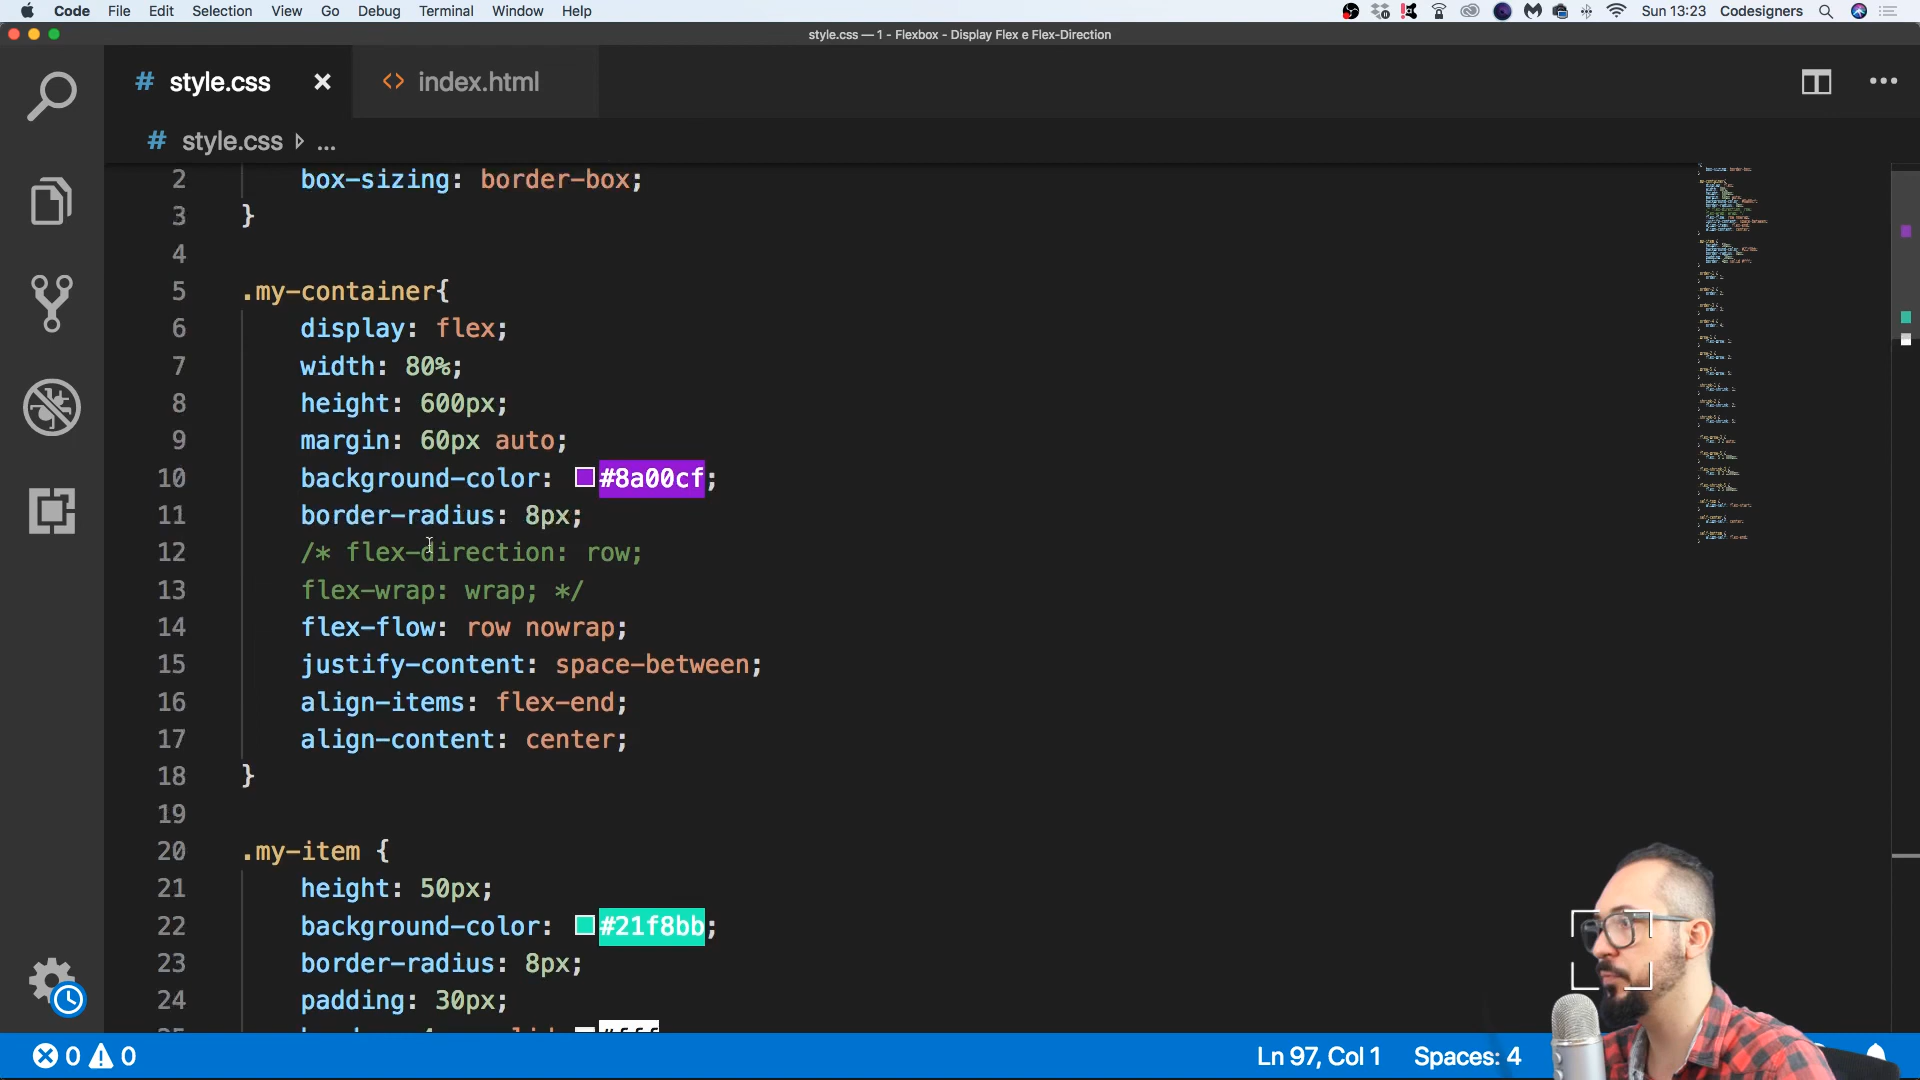 Code File Edit Selection View Go Debug Terminal Window Help Sun 13:23 Codesigners
style.css — 1 - Flexbox - Display Flex e Flex-Direction
# style.css × <> index.html
# style.css > ...
2 box-sizing: border-box;
3 }
4
5 .my-container{
6 display: flex;
7 width: 80%;
8 height: 600px;
9 margin: 60px auto;
10 background-color: #8a00cf;
11 border-radius: 8px;
12 /* flex-direction: row;
13 flex-wrap: wrap; */
14 flex-flow: row nowrap;
15 justify-content: space-between;
16 align-items: flex-end;
17 align-content: center;
18 }
19
20 .my-item {
21 height: 50px;
22 background-color: #21f8bb;
23 border-radius: 8px;
24 padding: 30px;
0 0 Ln 97, Col 1 Spaces: 4